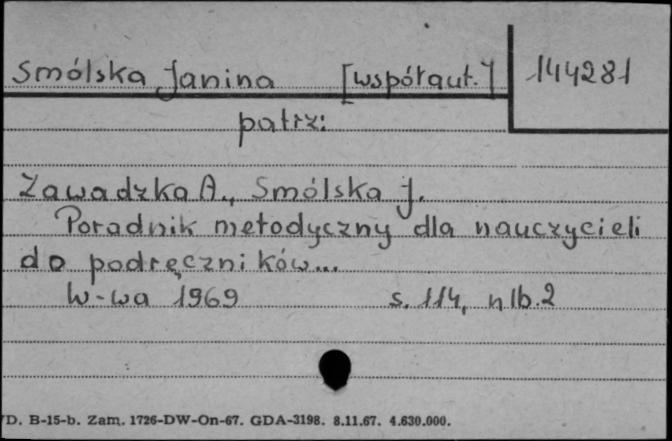 Smólska Janina [współaut.] 144281
patrz:
Zawadzka A., Smólska J.
Poradnik metodyczny dla nauczycieli
do podręczników...
W-wa 1969 s. 114, nlb. 2
D. B-15-b. Zam. 1726-DW-On-67. GDA-3198. 8.11.67. 4.630.000.